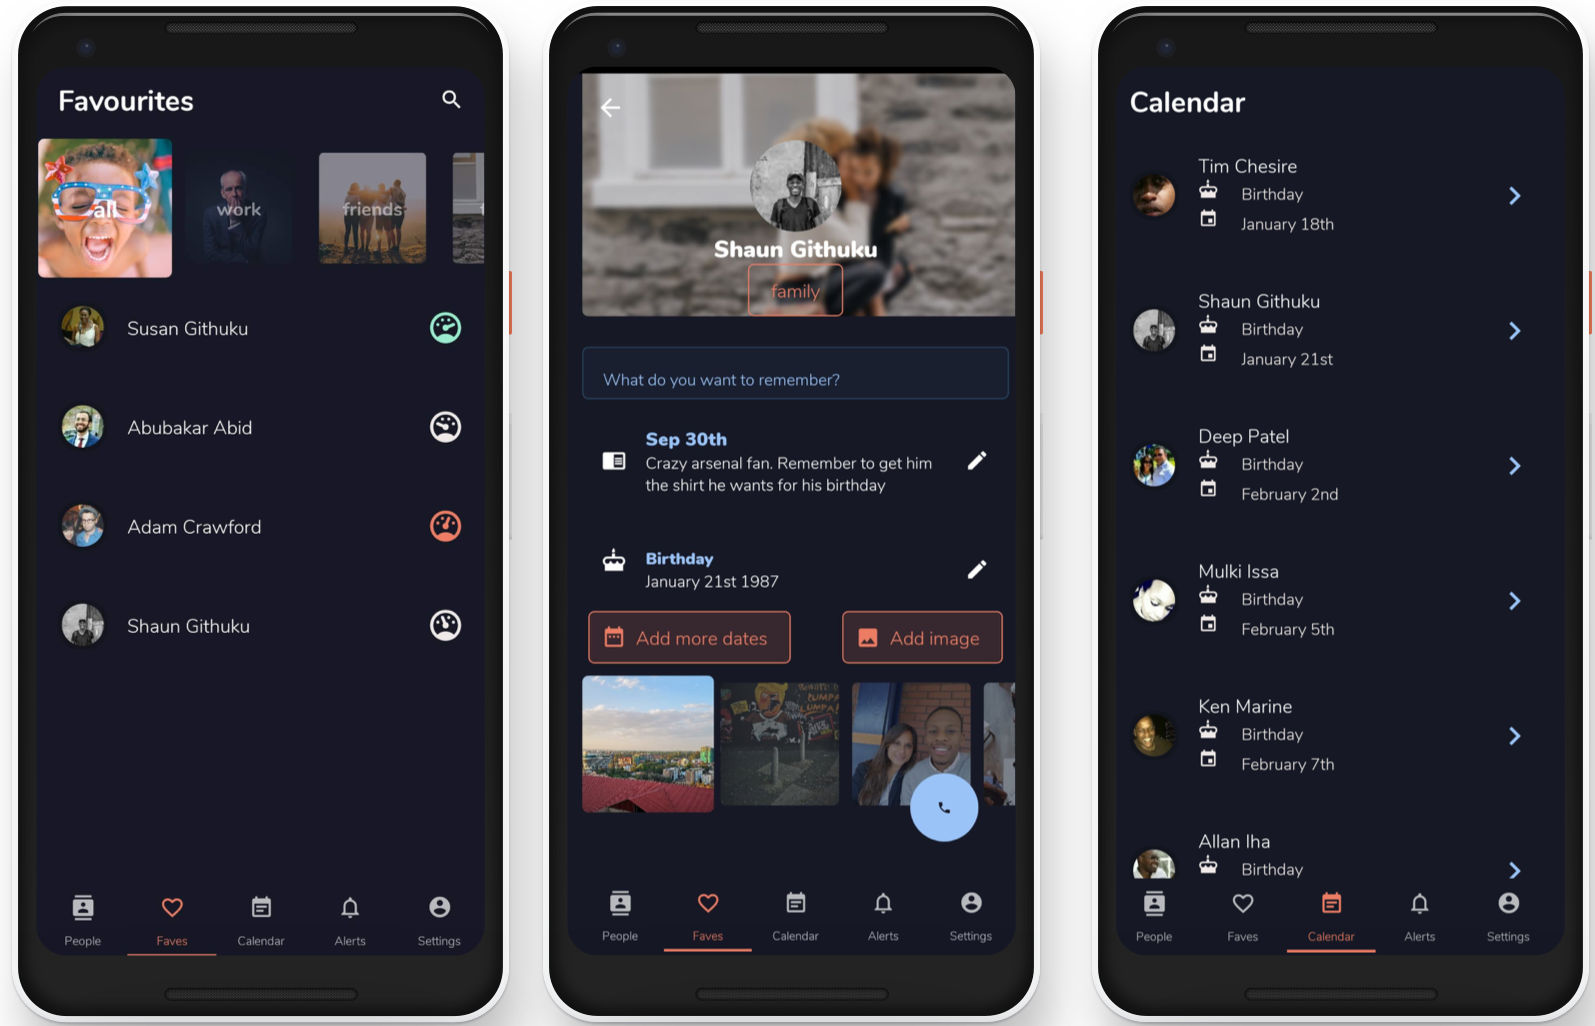 Favourites
all
work
friends
Susan Githuku
Abubakar Abid
Adam Crawford
Shaun Githuku
People
Faves
Calendar
Alerts
Settings
Shaun Githuku
family
What do you want to remember?
Sep 30th
Crazy arsenal fan. Remember to get him
the shirt he wants for his birthday
Birthday
January 21st 1987
Add more dates
Add image
People
Faves
Calendar
Alerts
Settings
Calendar
Tim Chesire
Birthday
January 18th
Shaun Githuku
Birthday
January 21st
Deep Patel
Birthday
February 2nd
Mulki Issa
Birthday
February 5th
Ken Marine
Birthday
February 7th
Allan Iha
Birthday
People
Faves
Calendar
Alerts
Settings